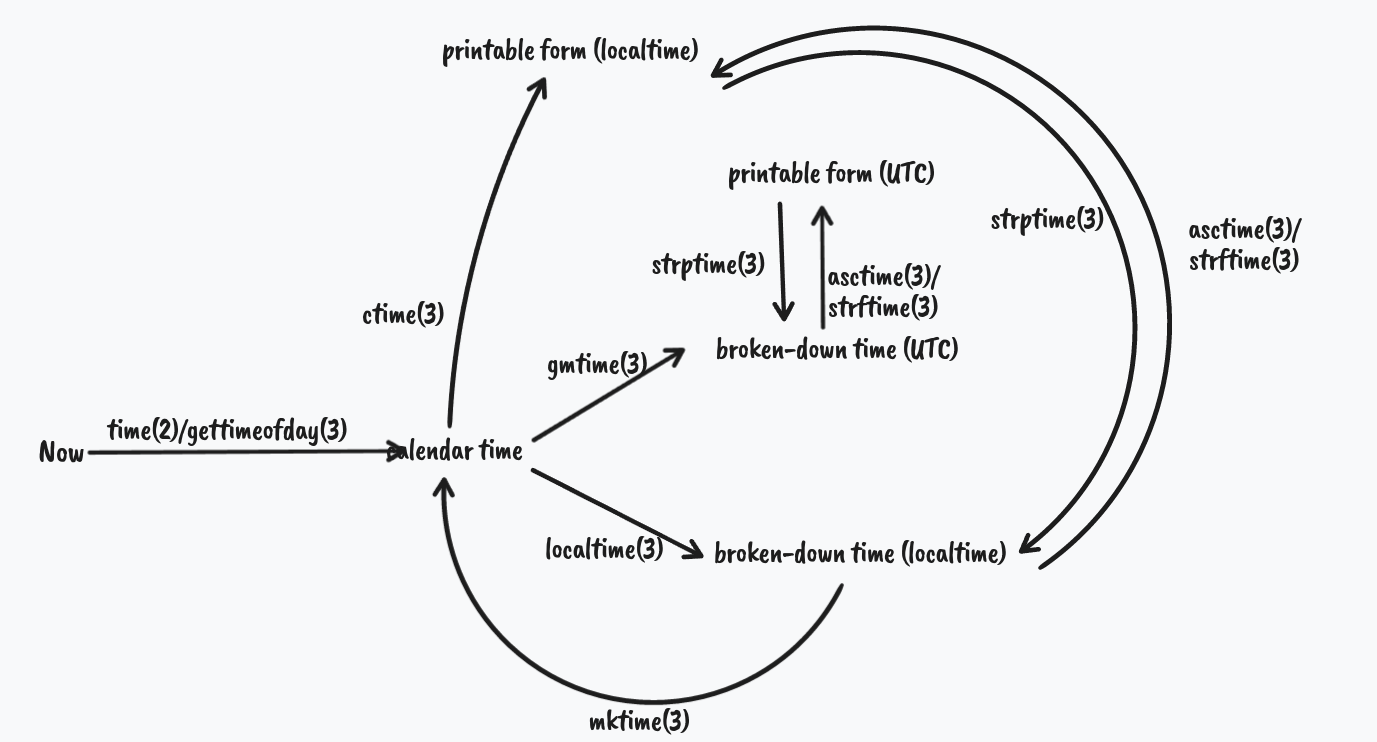 printable form (localtime)
printable form (UTC)
strptime(3)
asctime(3)/
strftime(3)
strptime(3)
asctime(3)/
strftime(3)
ctime(3)
broken-down time (UTC)
gmtime(3)
time(2)/gettimeofday(3)
Now
calendar time
localtime(3)
broken-down time (localtime)
mktime(3)